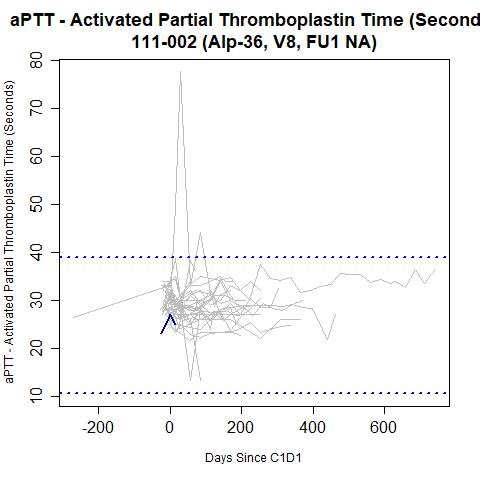 aPTT - Activated Partial Thromboplastin Time (Second
111-002 (Alp-36, V8, FU1 NA)
80
70
60
50
40
30
20
10
aPTT - Activated Partial Thromboplastin Time (Seconds)
-200 0 200 400 600
Days Since C1D1